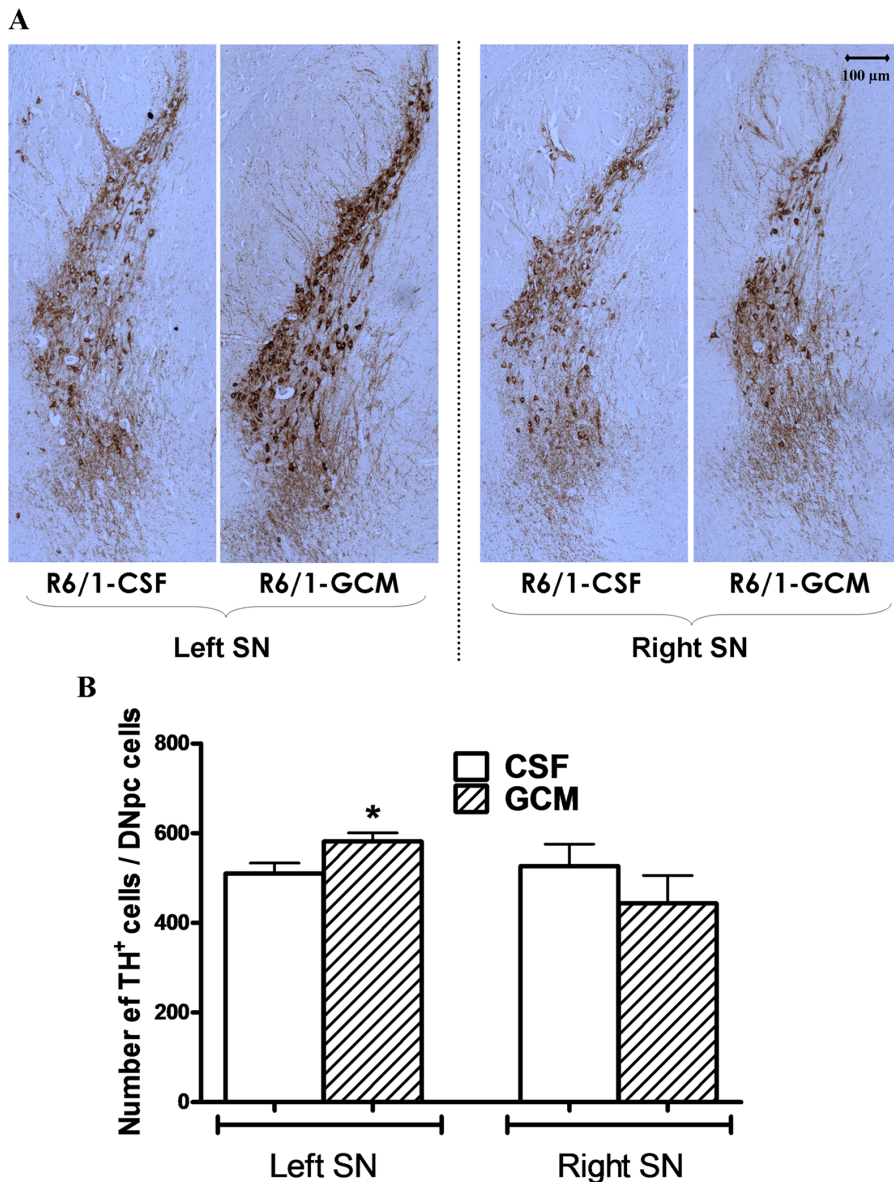 A
100 µm
R6/1-CSF R6/1-GCM R6/1-CSF R6/1-GCM
Left SN Right SN
B
Number ef TH+ cells / DNpc cells
800
600
400
200
0
CSF
GCM
*
Left SN Right SN